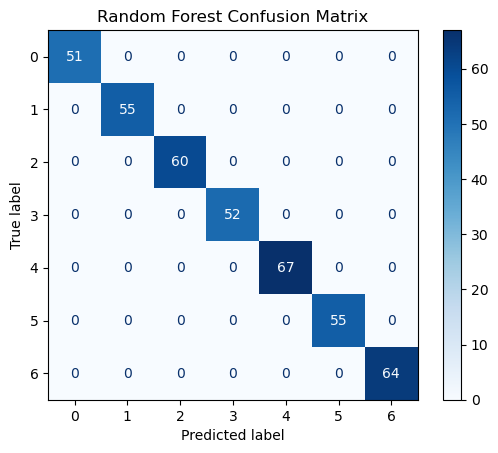 Random Forest Confusion Matrix
0 51 0 0 0 0 0 0
1 0 55 0 0 0 0 0
2 0 0 60 0 0 0 0
3 0 0 0 52 0 0 0
4 0 0 0 0 67 0 0
5 0 0 0 0 0 55 0
6 0 0 0 0 0 0 64
0 1 2 3 4 5 6
Predicted label
True label
60
50
40
30
20
10
0